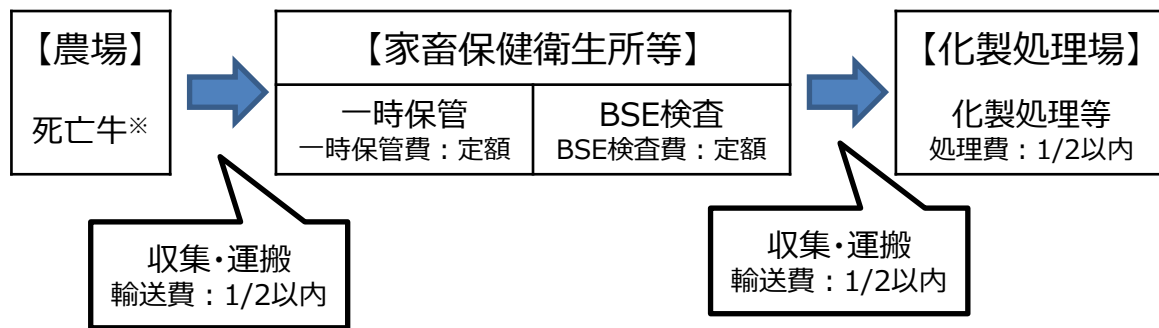 【農場】
死亡牛※
【家畜保健衛生所等】
一時保管
一時保管費：定額
BSE検査
BSE検査費：定額
【化製処理場】
化製処理等
処理費：1/2以内
収集・運搬
輸送費：1/2以内
収集・運搬
輸送費：1/2以内